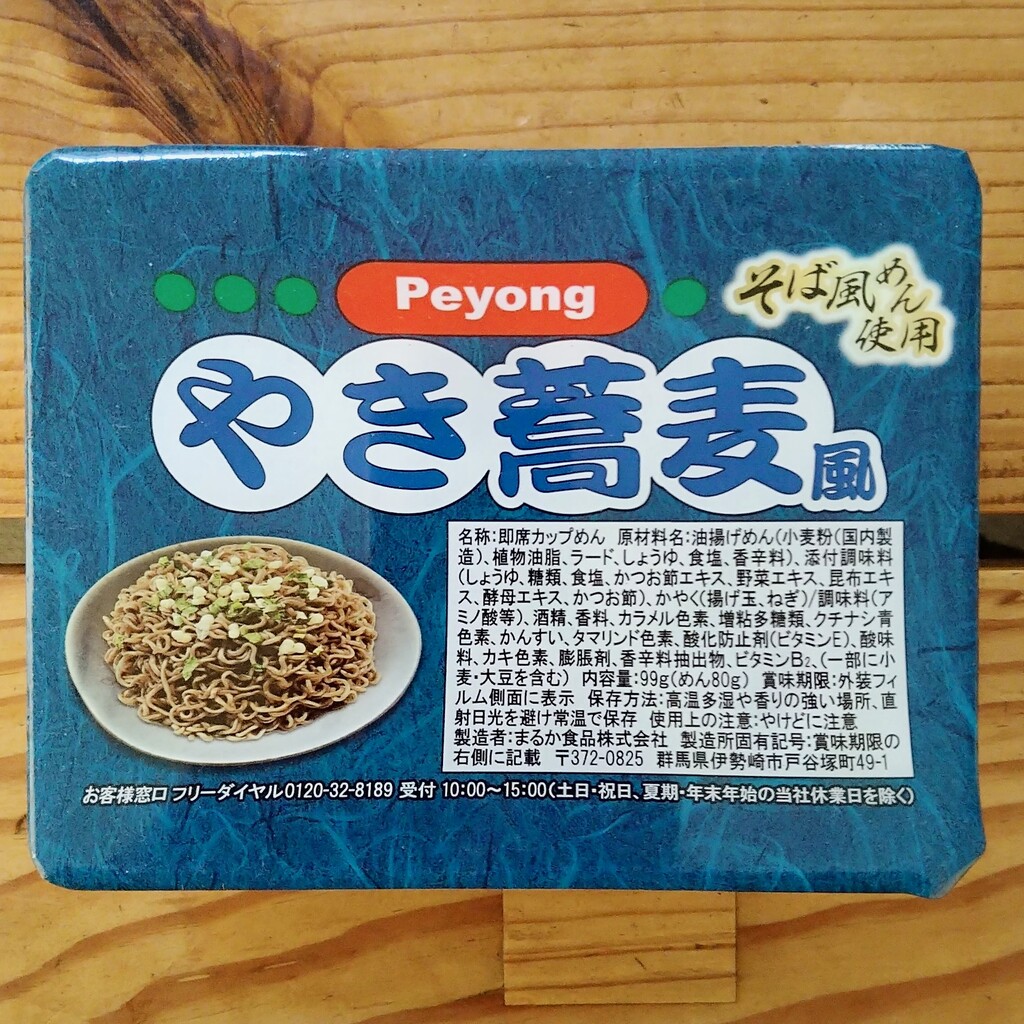 Peyong
そば風めん
使用
やき蕎麦風
名称:即席カップめん 原材料名:油揚げめん(小麦粉(国内製
造)、植物油脂、ラード、しょうゆ、食塩、香辛料)、添付調味料
(しょうゆ、糖類、食塩、かつお節エキス、野菜エキス、昆布エキ
ス、酵母エキス、かつお節)、かやく(揚げ玉、ねぎ)/調味料(ア
ミノ酸等)、酒精、香料、カラメル色素、増粘多糖類、クチナシ青
色素、かんすい、タマリンド色素、酸化防止剤(ビタミンE)、酸味
料、カキ色素、膨脹剤、香辛料抽出物、ビタミンB₂、(一部に小
麦・大豆を含む) 内容量:99g(めん80g) 賞味期限:外装フィ
ルム側面に表示 保存方法:高温多湿や香りの強い場所、直
射日光を避け常温で保存 使用上の注意:やけどに注意
製造者:まるか食品株式会社 製造所固有記号:賞味期限の
右側に記載 〒372-0825 群馬県伊勢崎市戸谷塚町49-1
お客様窓口 フリーダイヤル0120-32-8189 受付 10:00〜15:00(土日・祝日、夏期・年末年始の当社休業日を除く)